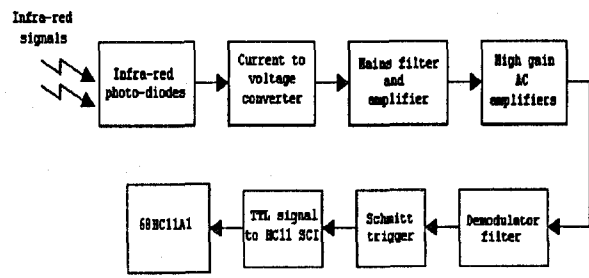 Infra-red
signals
Infra-red
photo-diodes
Current to
voltage
converter
Mains filter
and
amplifier
High gain
AC
amplifiers
68HC11A1
TTL signal
to HC11 SCI
Schmitt
trigger
Demodulator
filter